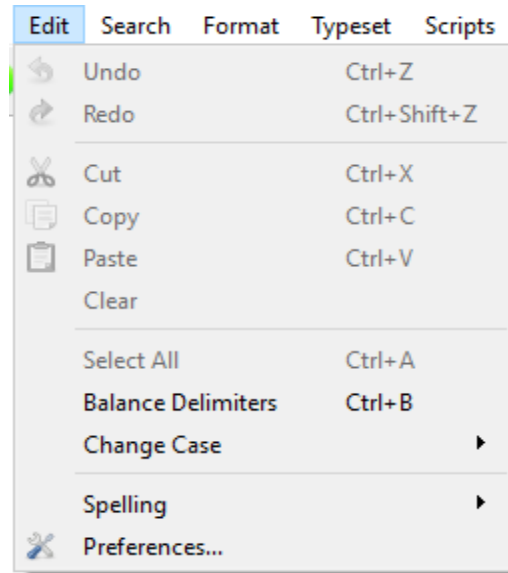 Edit Search Format Typeset Scripts
Undo Ctrl+Z
Redo Ctrl+Shift+Z
Cut Ctrl+X
Copy Ctrl+C
Paste Ctrl+V
Clear
Select All Ctrl+A
Balance Delimiters Ctrl+B
Change Case
Spelling
Preferences...